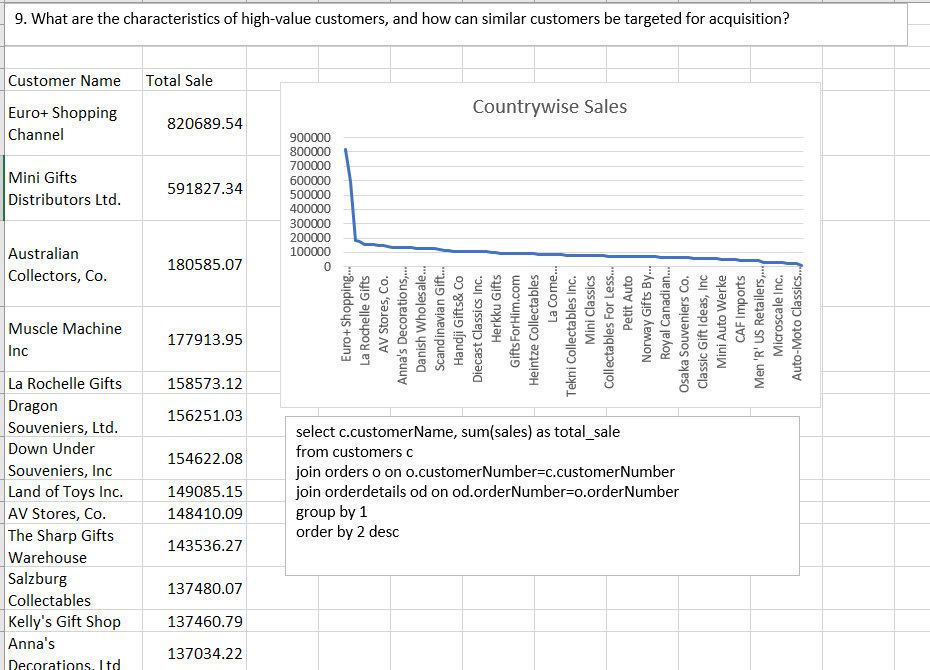 9. What are the characteristics of high-value customers, and how can similar customers be targeted for acquisition?
Customer Name Total Sale
Euro+ Shopping
Channel 820689.54
Mini Gifts
Distributors Ltd. 591827.34
Australian
Collectors, Co. 180585.07
Muscle Machine
Inc 177913.95
La Rochelle Gifts 158573.12
Dragon
Souveniers, Ltd. 156251.03
Down Under
Souveniers, Inc 154622.08
Land of Toys Inc. 149085.15
AV Stores, Co. 148410.09
The Sharp Gifts
Warehouse 143536.27
Salzburg
Collectables 137480.07
Kelly's Gift Shop 137460.79
Anna's
Decorations, Ltd 137034.22
Countrywise Sales
900000
800000
700000
600000
500000
400000
300000
200000
100000
0
Euro+ Shopping...
La Rochelle Gifts
AV Stores, Co.
Anna's Decorations,...
Danish Wholesale...
Scandinavian Gift...
Handji Gifts& Co
Diecast Classics Inc.
Herkku Gifts
GiftsForHim.com
Heintze Collectables
La Corne...
Tekni Collectables Inc.
Mini Classics
Collectables For Less...
Petit Auto
Norway Gifts By...
Royal Canadian...
Osaka Souveniers Co.
Classic Gift Ideas, Inc
Mini Auto Werke
CAF Imports
Men 'R' US Retailers,...
Microscale Inc.
Auto-Moto Classics...
select c.customerName, sum(sales) as total_sale
from customers c
join orders o on o.customerNumber=c.customerNumber
join orderdetails od on od.orderNumber=o.orderNumber
group by 1
order by 2 desc